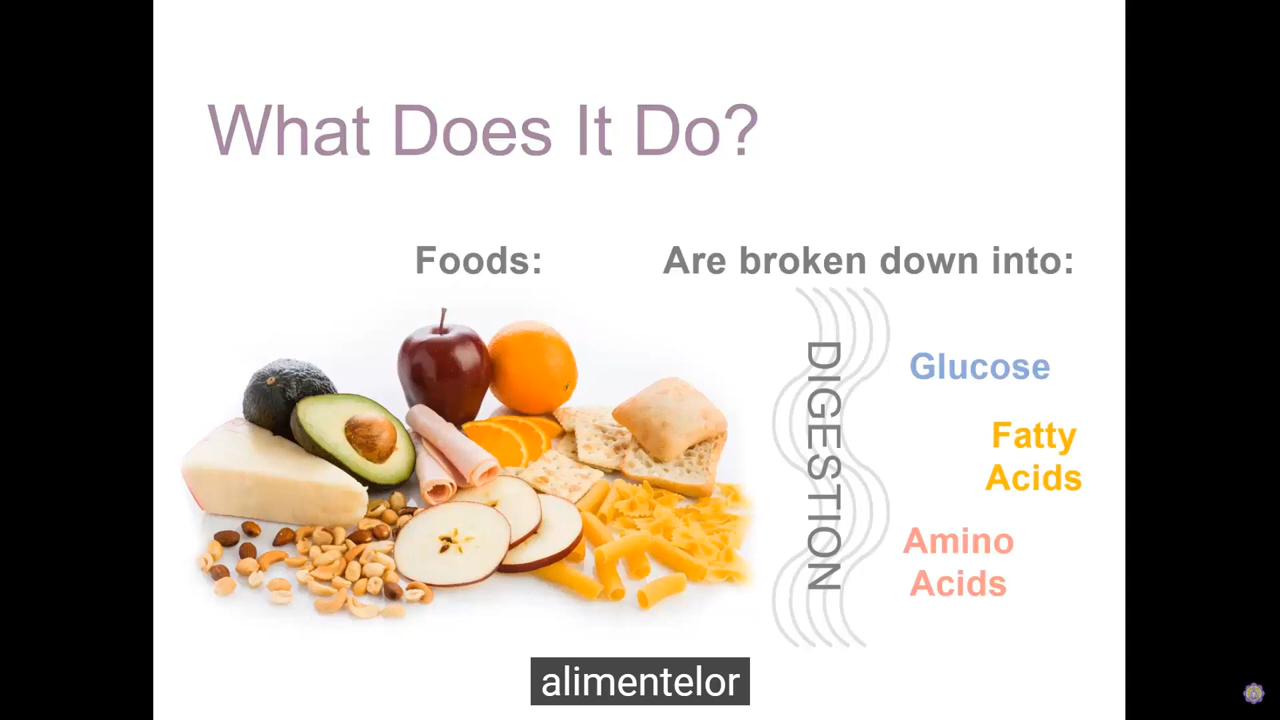 What Does It Do?
Foods:
Are broken down into:
DIGESTION
Glucose
Fatty
Acids
Amino
Acids
alimentelor